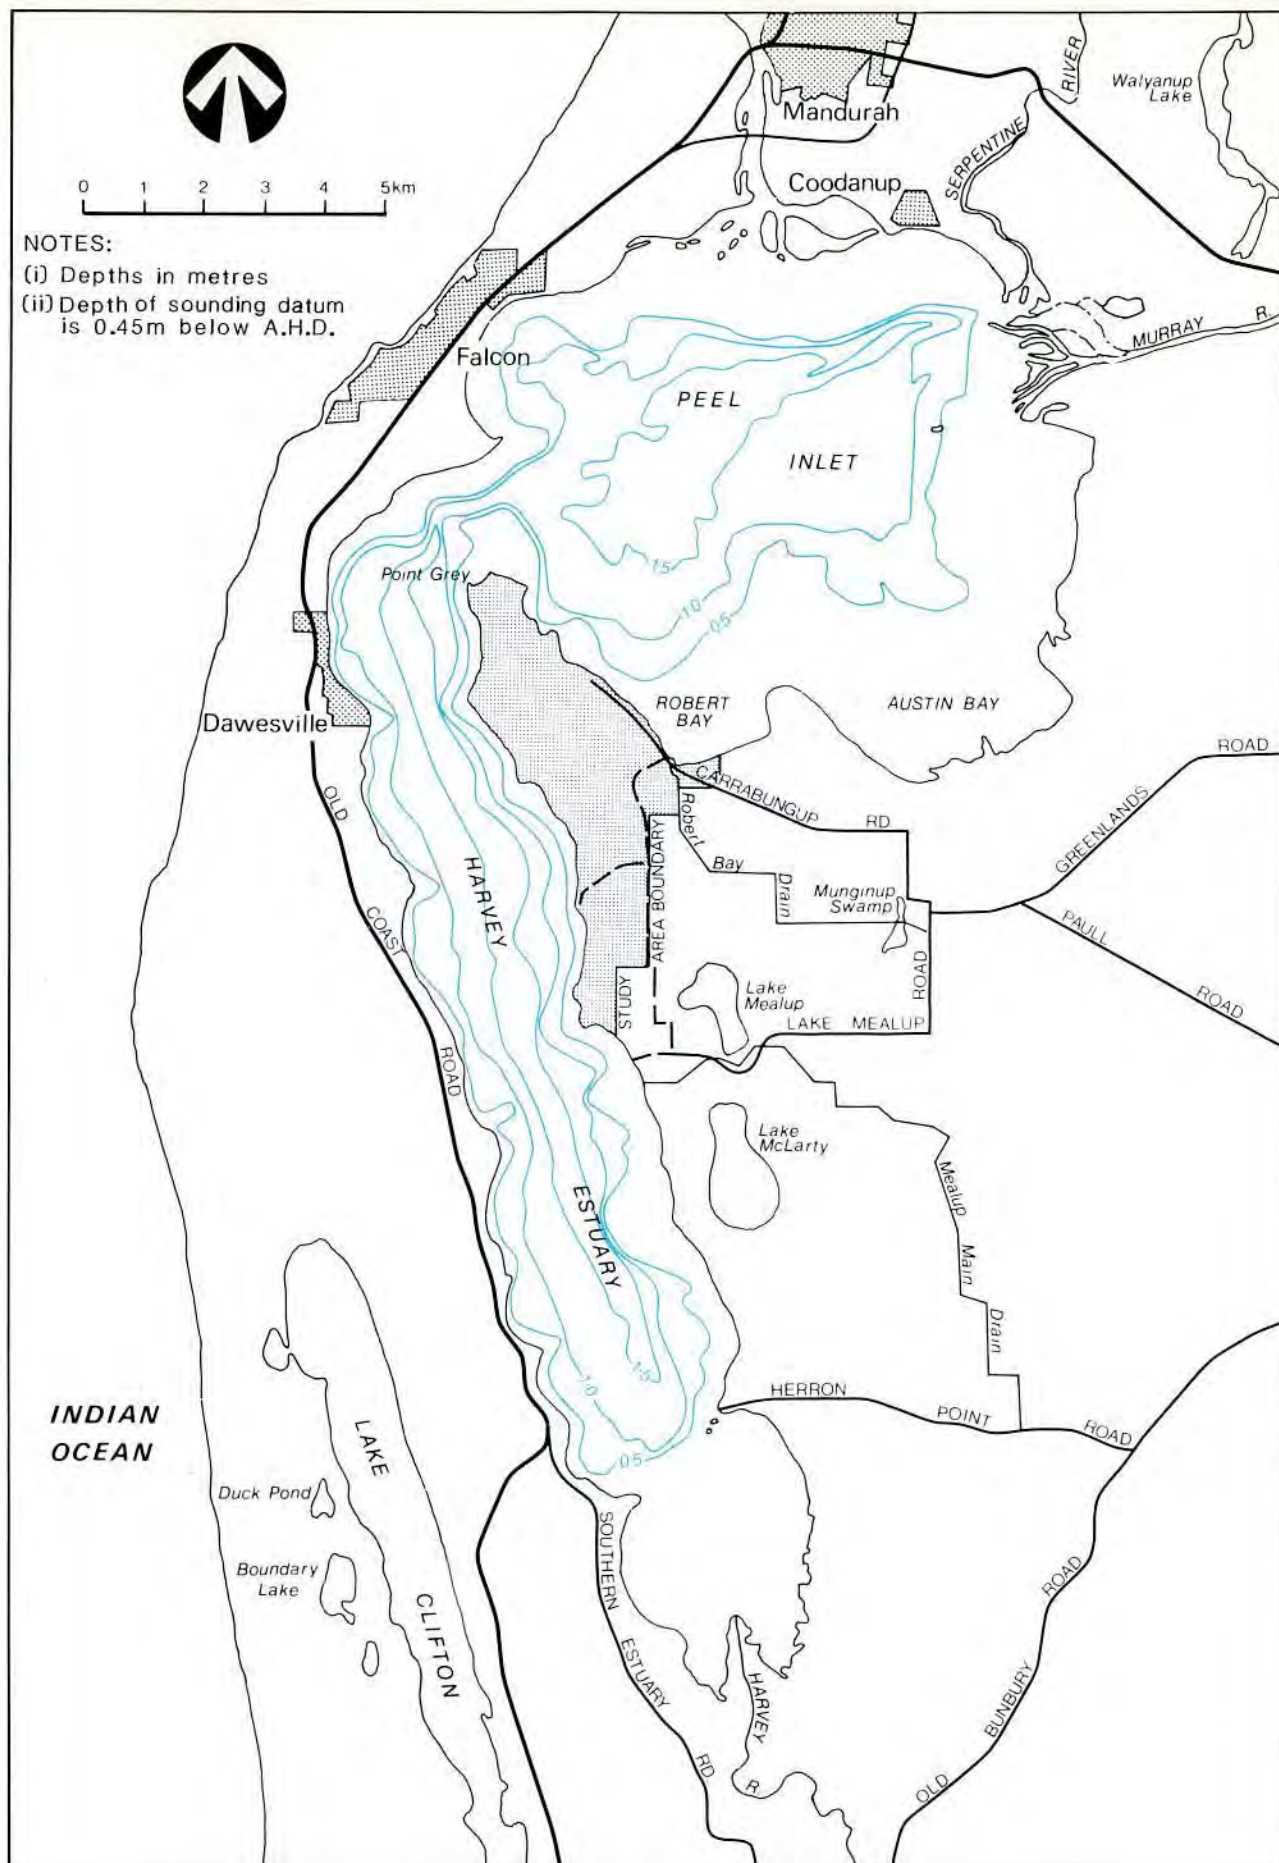 0 1 2 3 4 5km
NOTES:
(i) Depths in metres
(ii) Depth of sounding datum
is 0.45m below A.H.D.
Mandurah
Coodanup
SERPENTINE
RIVER
Walyanup
Lake
MURRAY R.
Falcon
PEEL
INLET
1.5
1.0
0.5
Point Grey
Dawesville
ROBERT
BAY
AUSTIN BAY
CARRABUNGUP
RD
GREENLANDS
ROAD
PAULL
ROAD
OLD
COAST
ROAD
HARVEY
ESTUARY
STUDY
AREA BOUNDARY
Robert
Bay
Drain
Munginup
Swamp
ROAD
Lake
Mealup
LAKE MEALUP
Lake
McLarty
Mealup
Main
Drain
1.5
1.0
0.5
HERRON
POINT
ROAD
INDIAN
OCEAN
LAKE
CLIFTON
Duck Pond
Boundary
Lake
SOUTHERN
ESTUARY
RD
HARVEY
R.
OLD
BUNBURY
ROAD